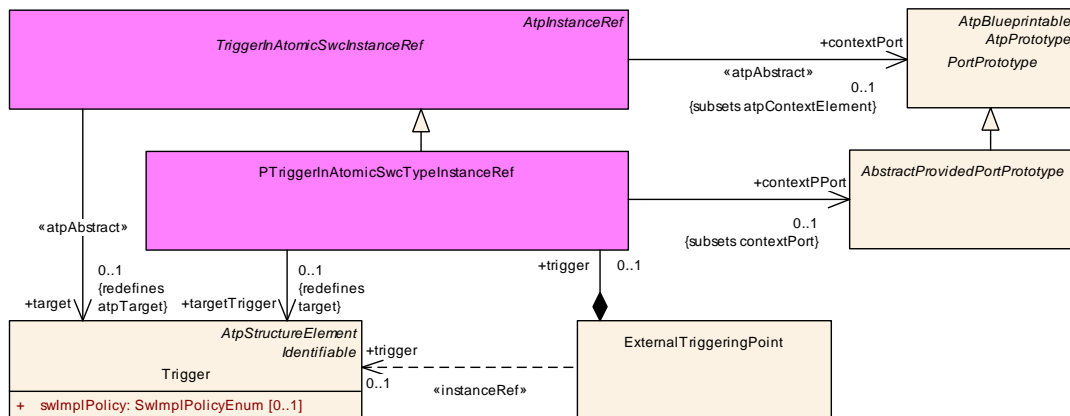 AtpInstanceRef
TriggerInAtomicSwcInstanceRef
AtpBlueprintable
AtpPrototype
PortPrototype
+contextPort
«atpAbstract»
0..1
{subsets atpContextElement}
PTriggerInAtomicSwcTypeInstanceRef
AbstractProvidedPortPrototype
+contextPPort
0..1
{subsets contextPort}
«atpAbstract»
0..1
{redefines
atpTarget}
+target
0..1
{redefines
target}
+targetTrigger
+trigger
0..1
AtpStructureElement
Identifiable
Trigger
+ swImplPolicy: SwImplPolicyEnum [0..1]
+trigger
0..1
«instanceRef»
ExternalTriggeringPoint